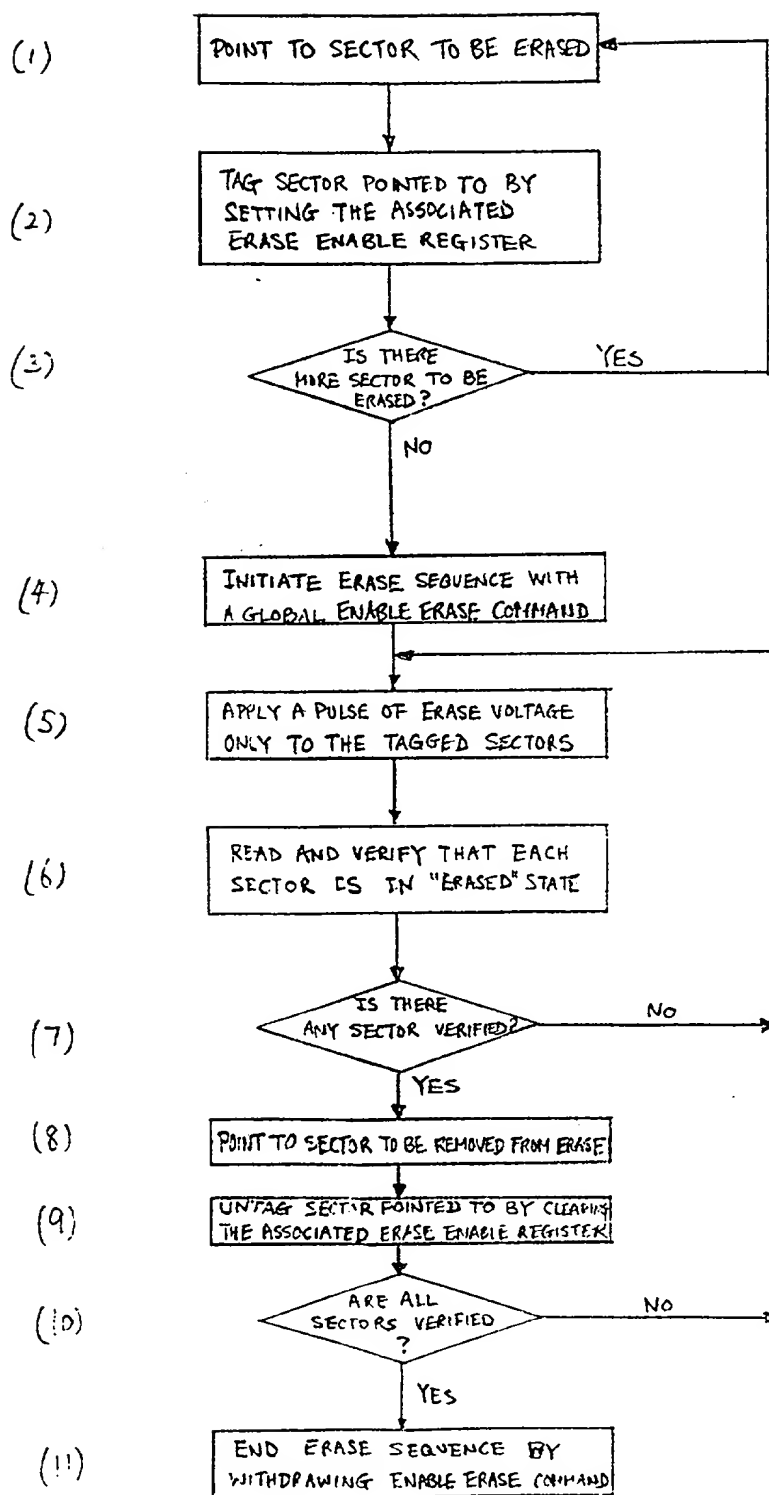 (1)
POINT TO SECTOR TO BE ERASED
(2)
TAG SECTOR POINTED TO BY
SETTING THE ASSOCIATED
ERASE ENABLE REGISTER
(3)
IS THERE
MORE SECTOR TO BE
ERASED?
YES
NO
(4)
INITIATE ERASE SEQUENCE WITH
A GLOBAL ENABLE ERASE COMMAND
(5)
APPLY A PULSE OF ERASE VOLTAGE
ONLY TO THE TAGGED SECTORS
(6)
READ AND VERIFY THAT EACH
SECTOR IS IN "ERASED" STATE
(7)
IS THERE
ANY SECTOR VERIFIED?
NO
YES
(8)
POINT TO SECTOR TO BE REMOVED FROM ERASE
(9)
UNTAG SECTOR POINTED TO BY CLEARING
THE ASSOCIATED ERASE ENABLE REGISTER
(10)
ARE ALL
SECTORS VERIFIED
?
NO
YES
(11)
END ERASE SEQUENCE BY
WITHDRAWING ENABLE ERASE COMMAND